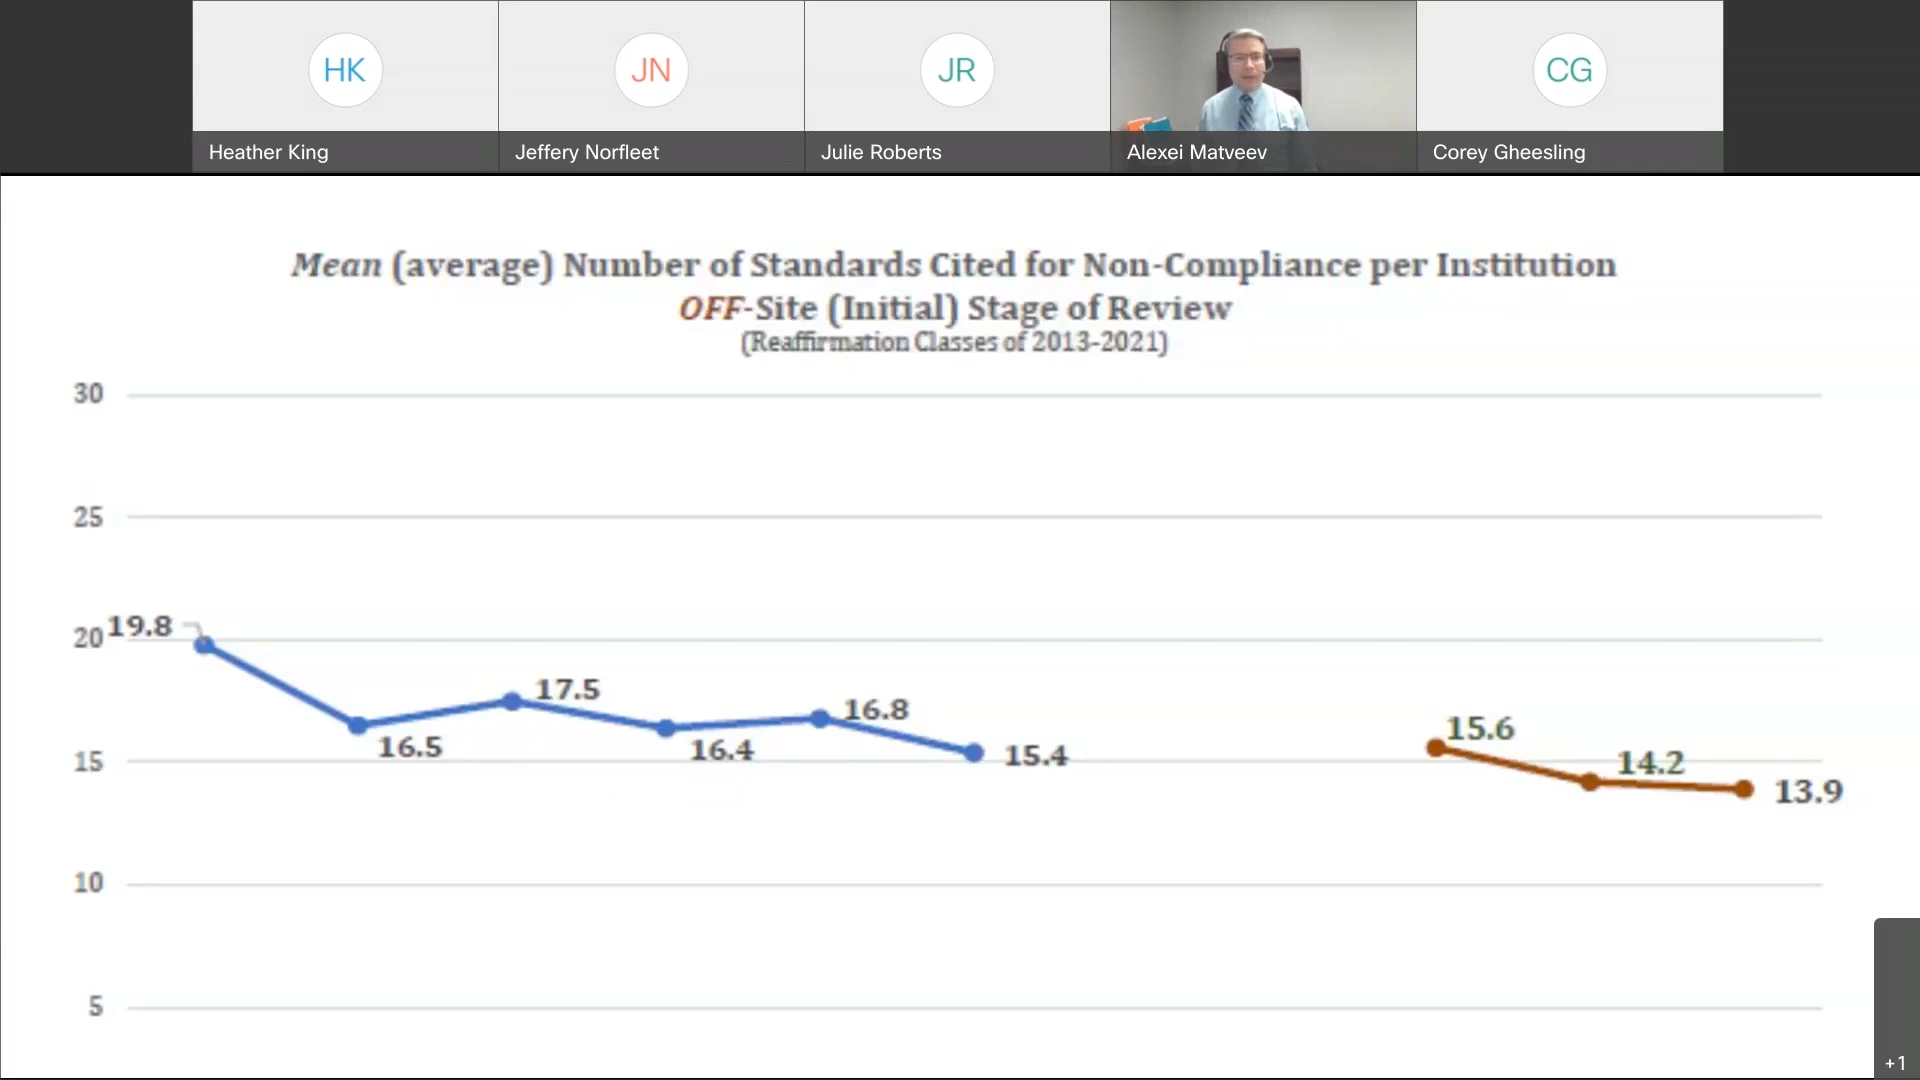 HK
JN
JR
CG
Heather King
Jeffery Norfleet
Julie Roberts
Alexei Matveev
Corey Gheesling
Mean (average) Number of Standards Cited for Non-Compliance per Institution
OFF-Site (Initial) Stage of Review
(Reaffirmation Classes of 2013-2021)
30
25
20
19.8
17.5
16.8
16.5
16.4
15.4
15.6
14.2
13.9
15
10
5
+1